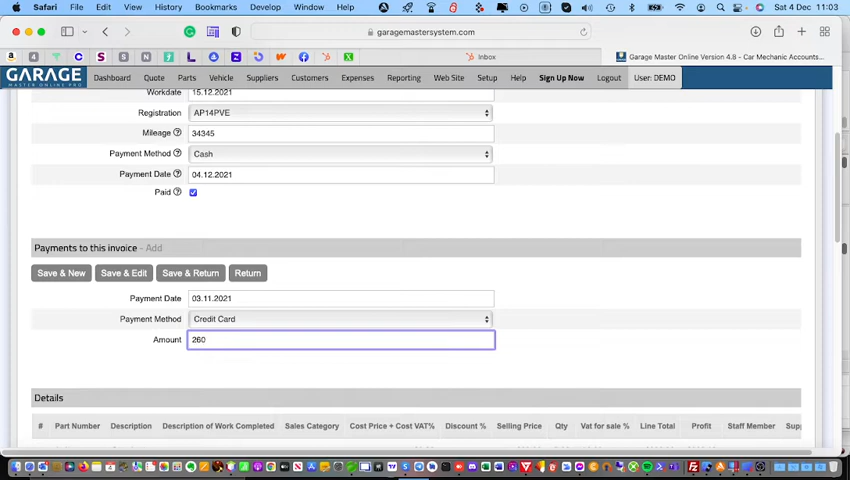 Safari File Edit View History Bookmarks Develop Window Help Sat 4 Dec 11:03
garagemastersystem.com
Inbox Garage Master Online Version 4.8 - Car Mechanic Accounts...
GARAGE
MASTER ONLINE PRO
Dashboard Quote Parts Vehicle Suppliers Customers Expenses Reporting Web Site Setup Help Sign Up Now Logout User: DEMO
Workdate 15.12.2021
Registration AP14PVE
Mileage 34345
Payment Method Cash
Payment Date 04.12.2021
Paid
Payments to this invoice - Add
Save & New Save & Edit Save & Return Return
Payment Date 03.11.2021
Payment Method Credit Card
Amount 260
Details
# Part Number Description Description of Work Completed Sales Category Cost Price + Cost VAT% Discount % Selling Price Qty Vat for sale % Line Total Profit Staff Member Supp